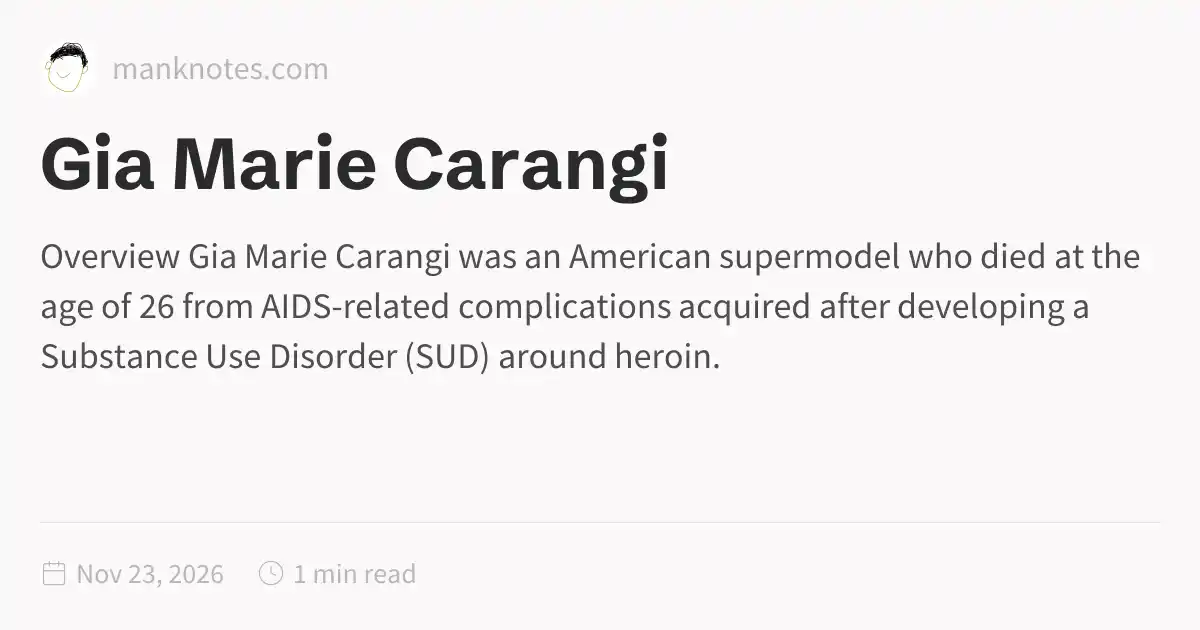 manknotes.com
Gia Marie Carangi
Overview Gia Marie Carangi was an American supermodel who died at the
age of 26 from AIDS-related complications acquired after developing a
Substance Use Disorder (SUD) around heroin.
Nov 23, 2026 1 min read